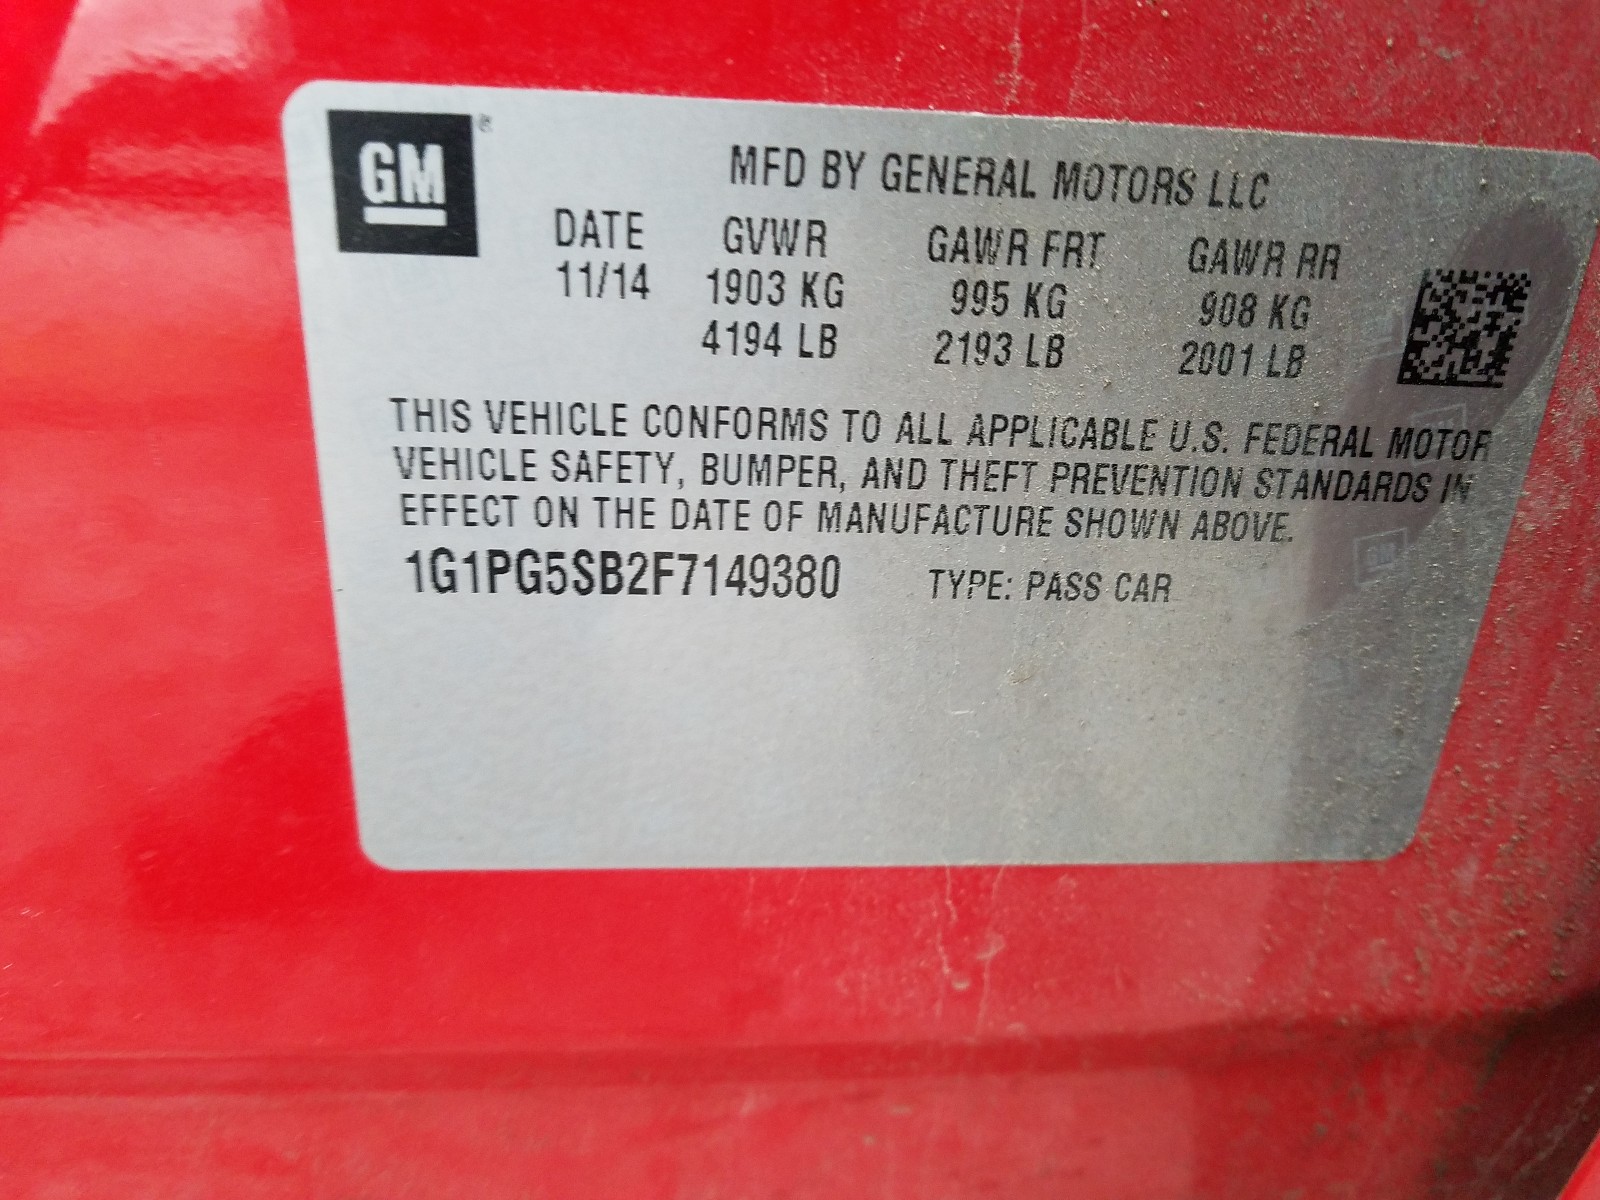 GM ®
MFD BY GENERAL MOTORS LLC
DATE GVWR GAWR FRT GAWR RR
11/14 1903 KG 995 KG 908 KG
4194 LB 2193 LB 2001 LB
THIS VEHICLE CONFORMS TO ALL APPLICABLE U.S. FEDERAL MOTOR
VEHICLE SAFETY, BUMPER, AND THEFT PREVENTION STANDARDS IN
EFFECT ON THE DATE OF MANUFACTURE SHOWN ABOVE.
1G1PG5SB2F7149380 TYPE: PASS CAR
GM